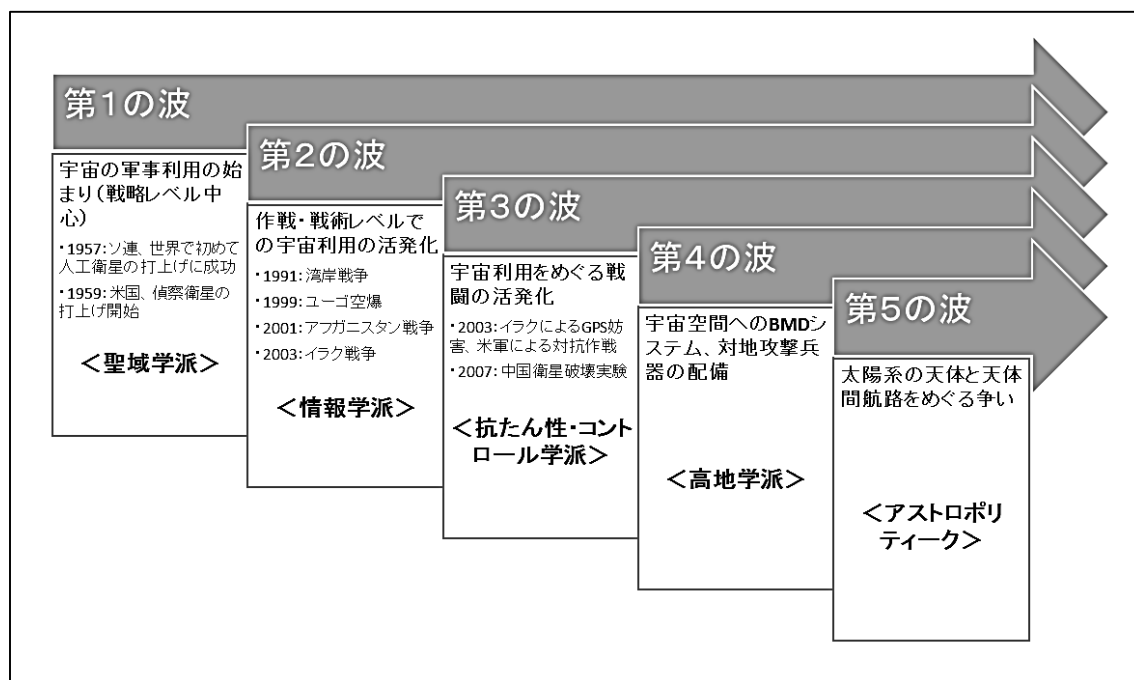 第１の波
宇宙の軍事利用の始
まり（戦略レベル中
心）
・1957：ソ連、世界で初めて
人工衛星の打上げに成功
・1959：米国、偵察衛星の
打上げ開始
＜聖域学派＞
第２の波
作戦・戦術レベルで
の宇宙利用の活発化
・1991：湾岸戦争
・1999：ユーゴ空爆
・2001：アフガニスタン戦争
・2003：イラク戦争
＜情報学派＞
第３の波
宇宙利用をめぐる戦
闘の活発化
・2003：イラクによるGPS妨
害、米軍による対抗作戦
・2007：中国衛星破壊実験
＜抗たん性・コント
ロール学派＞
第４の波
宇宙空間へのBMDシ
ステム、対地攻撃兵
器の配備
＜高地学派＞
第５の波
太陽系の天体と天体
間航路をめぐる争い
＜アストロポリ
ティーク＞